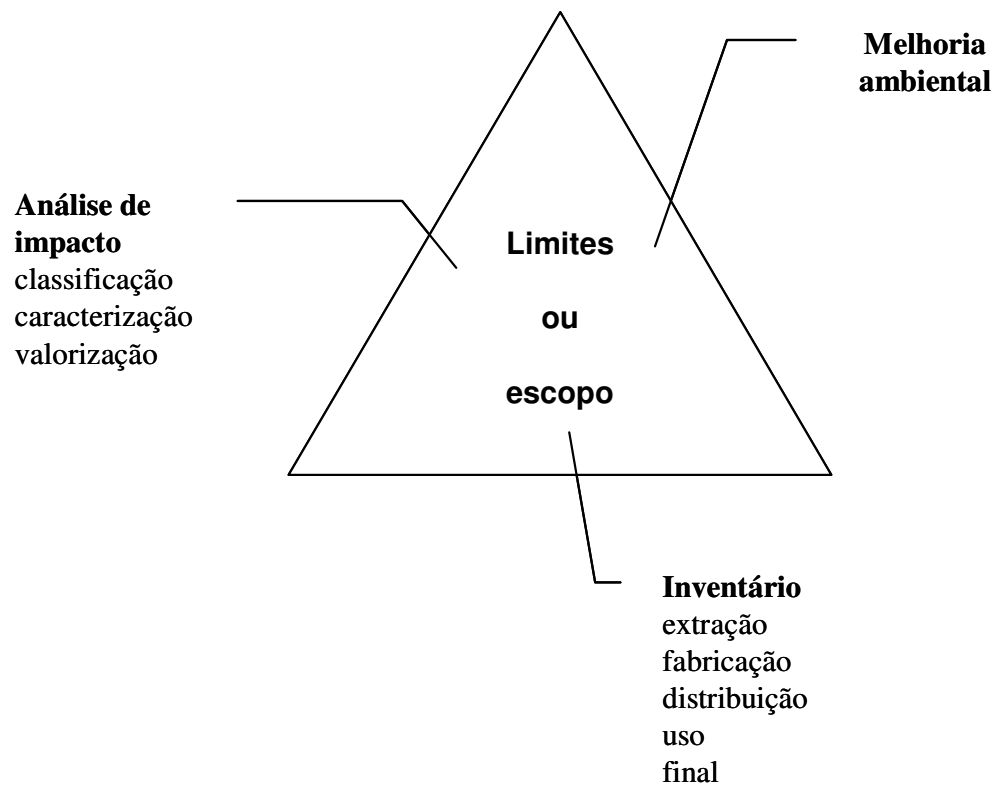 Melhoria
ambiental
Análise de
impacto
classificação
caracterização
valorização
Limites
ou
escopo
Inventário
extração
fabricação
distribuição
uso
final